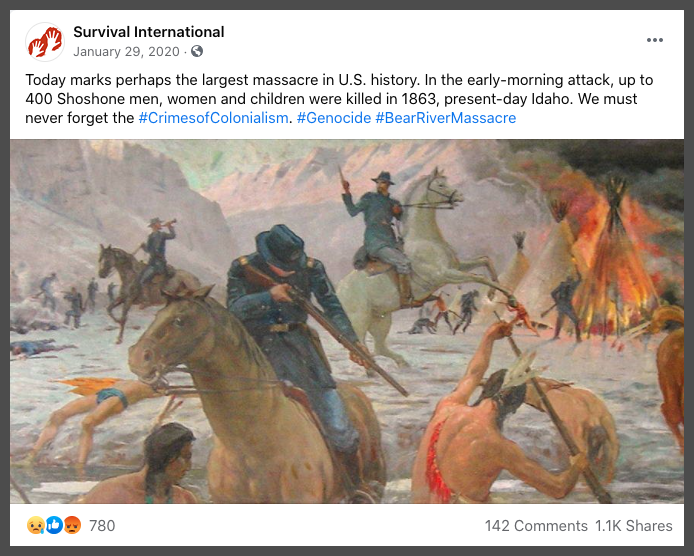 Survival International
January 29, 2020 ·
Today marks perhaps the largest massacre in U.S. history. In the early-morning attack, up to
400 Shoshone men, women and children were killed in 1863, present-day Idaho. We must
never forget the #CrimesofColonialism. #Genocide #BearRiverMassacre
780
142 Comments 1.1K Shares